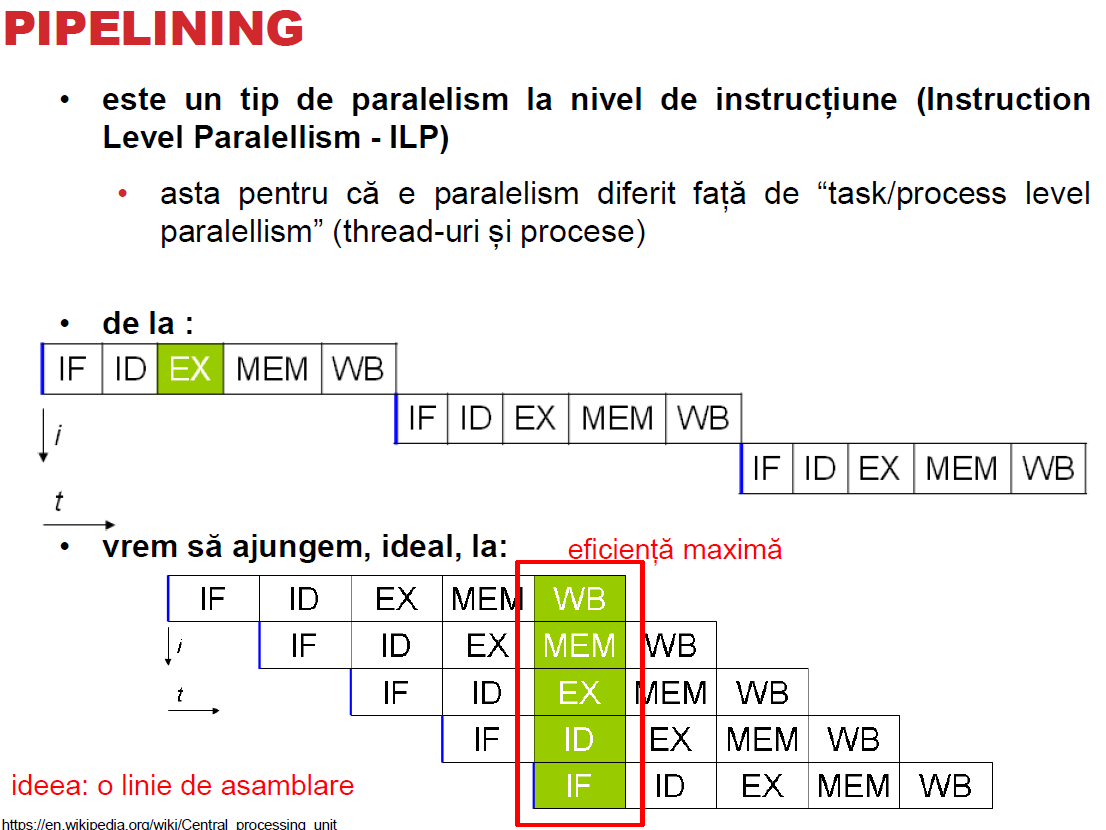 PIPELINING
• este un tip de paralelism la nivel de instrucțiune (Instruction
Level Paralellism - ILP)
• asta pentru că e paralelism diferit față de “task/process level
paralellism” (thread-uri și procese)
• de la :
IF ID EX MEM WB
IF ID EX MEM WB
i
IF ID EX MEM WB
t
• vrem să ajungem, ideal, la:
eficiență maximă
IF ID EX MEM WB
i
IF ID EX MEM WB
t
IF ID EX MEM WB
IF ID EX MEM WB
ideea: o linie de asamblare
IF ID EX MEM WB
https://en.wikipedia.org/wiki/Central_processing_unit